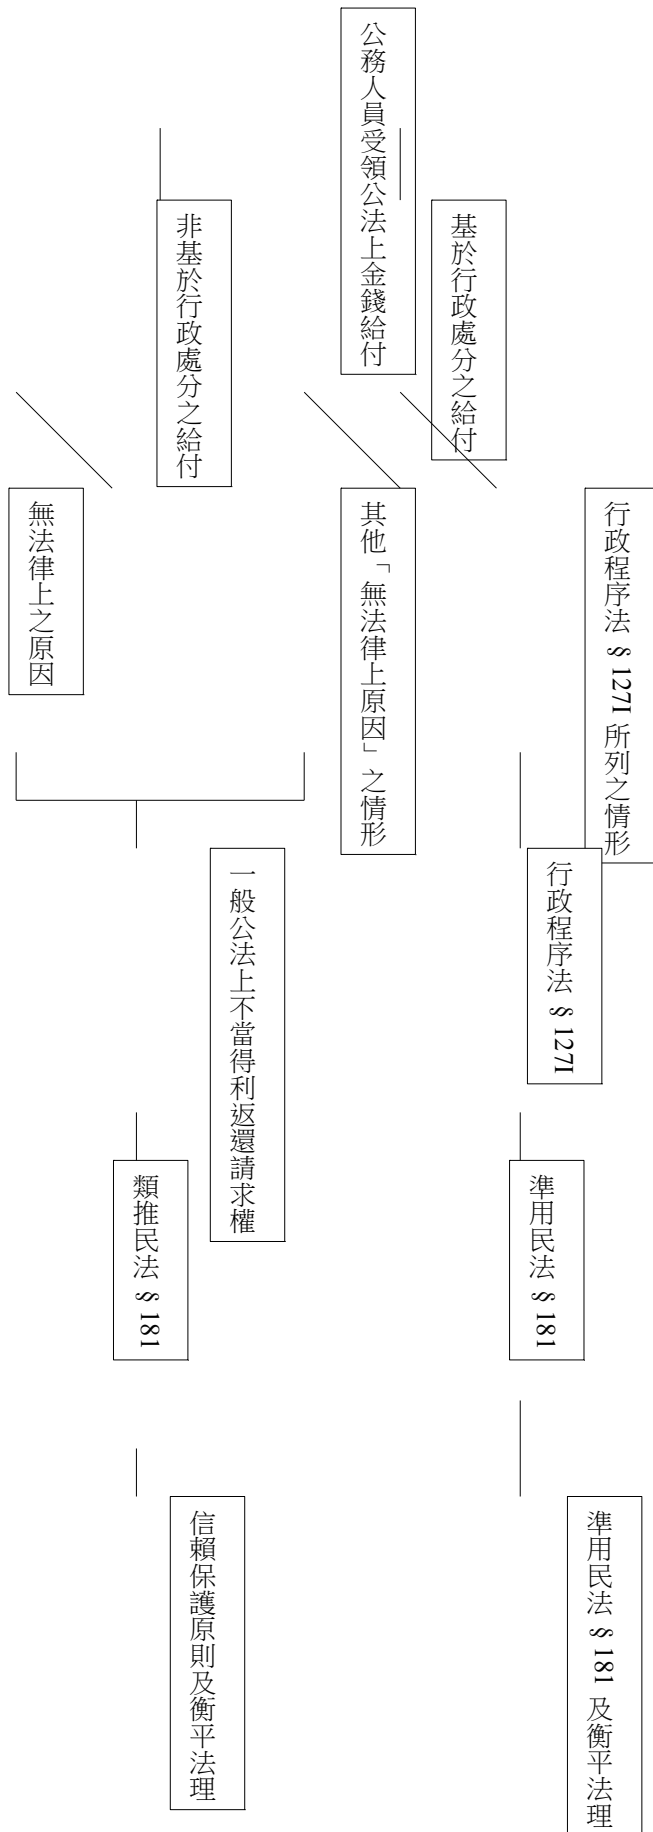 公務人員受領公法上金錢給付
基於行政處分之給付
非基於行政處分之給付
行政程序法 § 127I 所列之情形
其他「無法律上原因」之情形
無法律上之原因
行政程序法 § 127I
一般公法上不當得利返還請求權
準用民法 § 181
類推民法 § 181
準用民法 § 181 及衡平法理
信賴保護原則及衡平法理